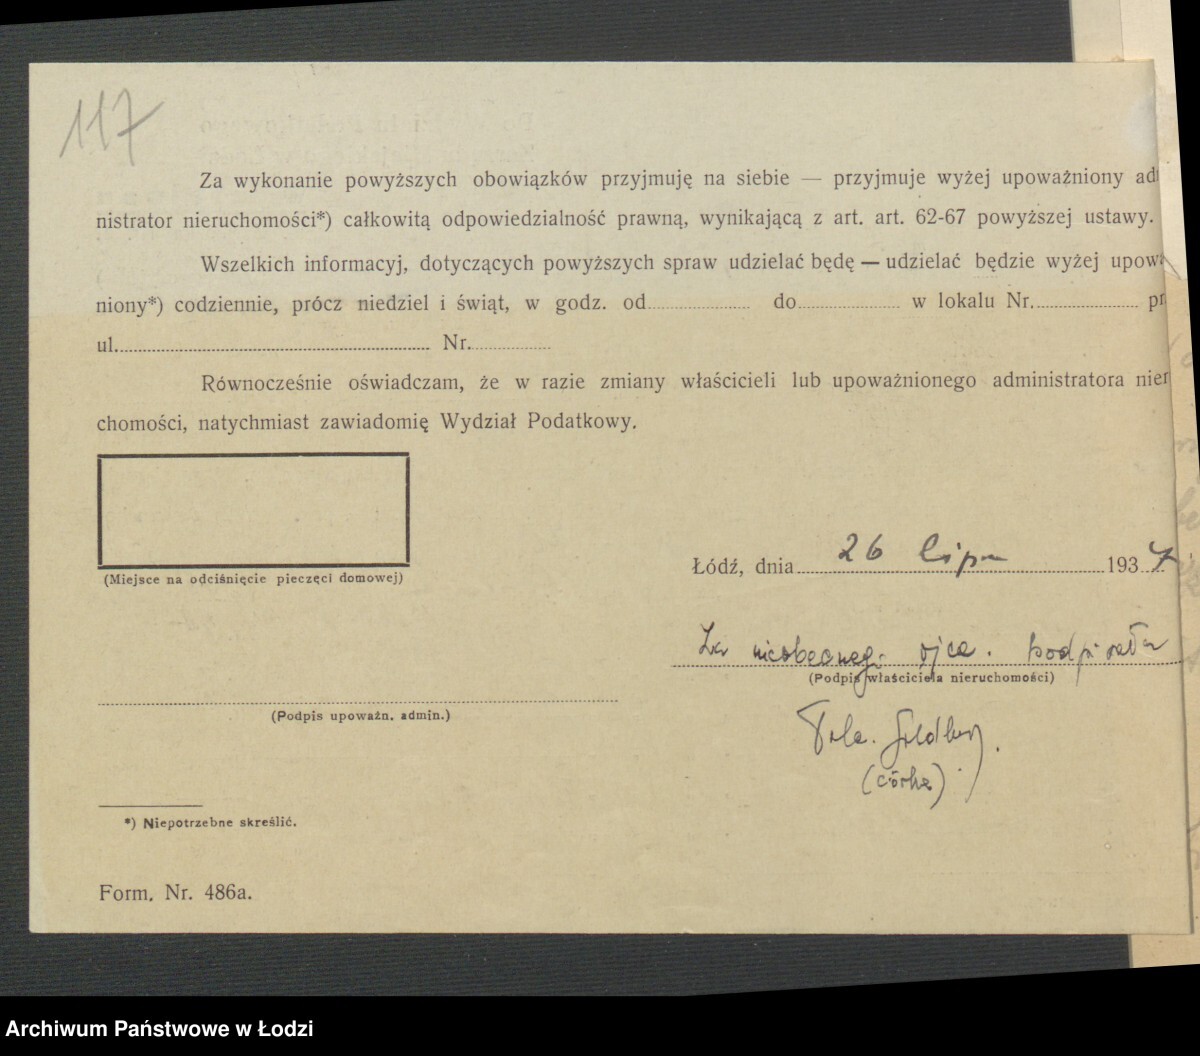 117
Za wykonanie powyższych obowiązków przyjmuję na siebie — przyjmuje wyżej upoważniony adi
nistrator nieruchomości*) całkowitą odpowiedzialność prawną, wynikającą z art. art. 62-67 powyższej ustawy.
Wszelkich informacyj, dotyczących powyższych spraw udzielać będę — udzielać będzie wyżej upowa
niony*) codziennie, prócz niedziel i świąt, w godz. od do w lokalu Nr. pr
ul. Nr.
Równocześnie oświadczam, że w razie zmiany właścicieli lub upoważnionego administratora nier
chomości, natychmiast zawiadomię Wydział Podatkowy.
(Miejsce na odciśnięcie pieczęci domowej)
Łódź, dnia 26 lipca 1937
Za nieobecnego ojca. podpisała
(Podpis właściciela nieruchomości)
(Podpis upoważn. admin.)
(córka)
*) Niepotrzebne skreślić.
Form. Nr. 486a.
Archiwum Państwowe w Łodzi